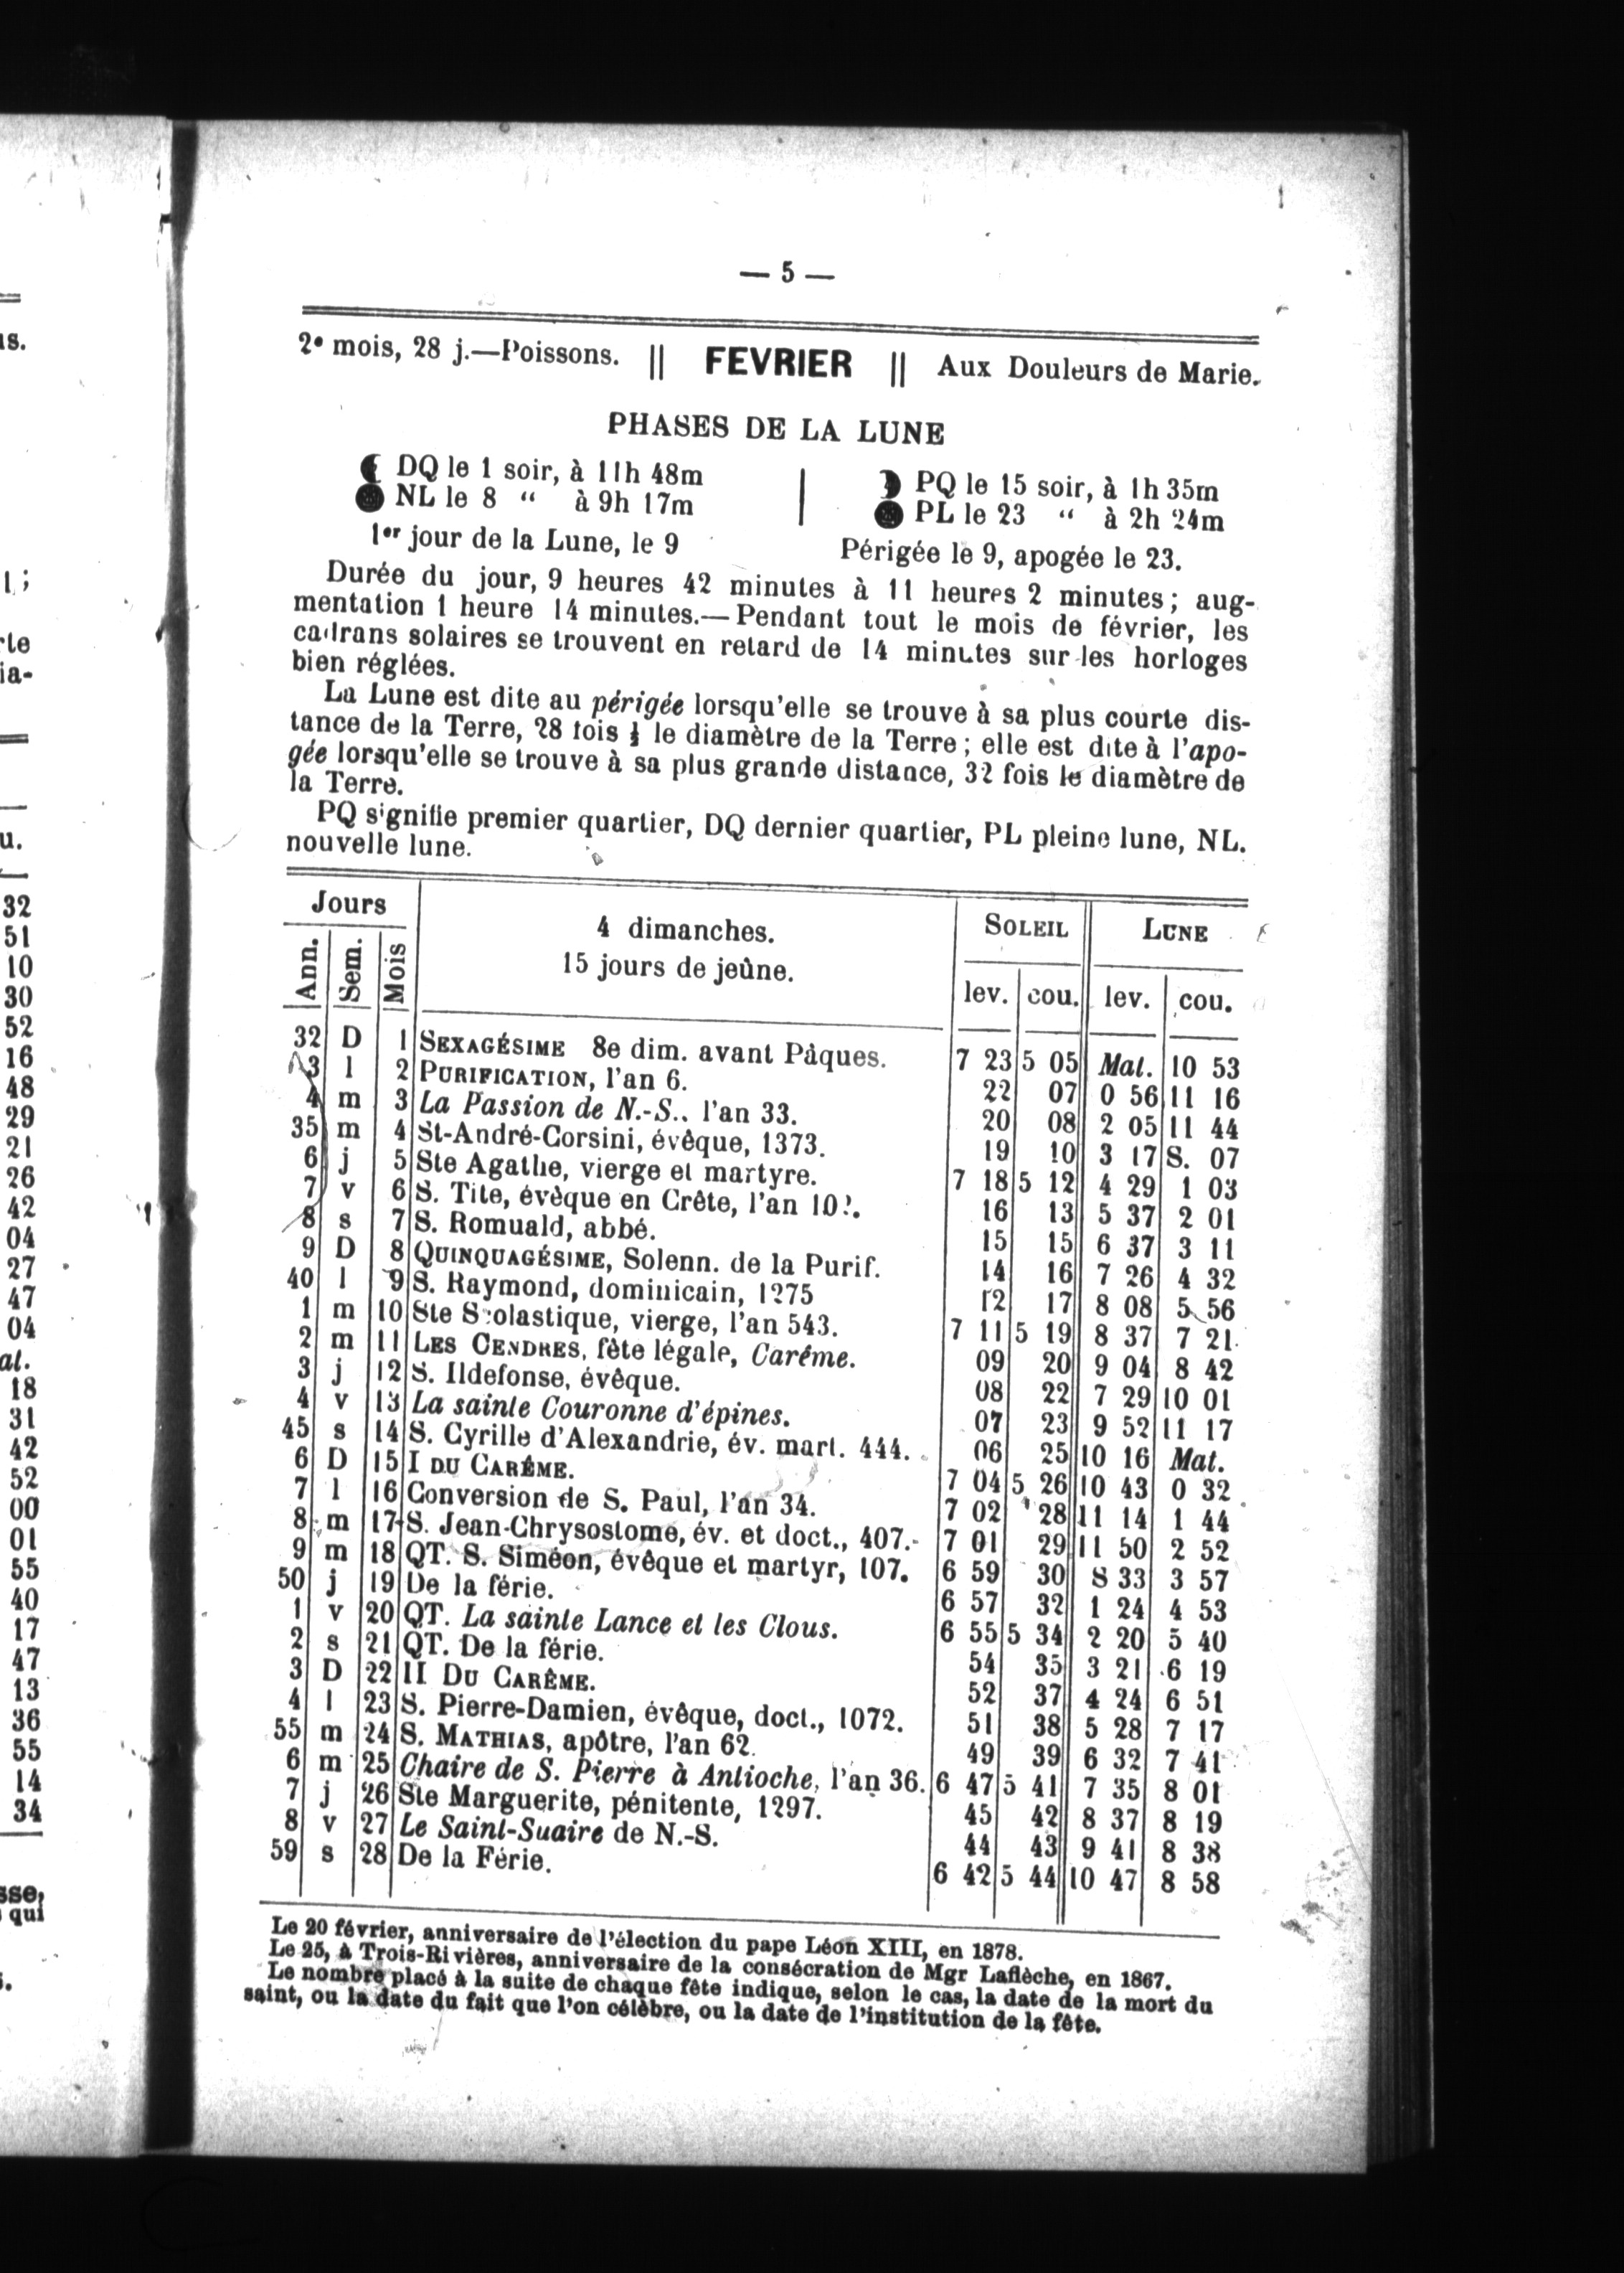 — 5 —
2e mois, 28 j.—Poissons. || FEVRIER || Aux Douleurs de Marie.
PHASES DE LA LUNE
DQ le 1 soir, à 11h 48m
NL le 8 “ à 9h 17m
1er jour de la Lune, le 9
PQ le 15 soir, à 1h 35m
PL le 23 “ à 2h 24m
Périgée le 9, apogée le 23.
Durée du jour, 9 heures 42 minutes à 11 heures 2 minutes; aug-
mentation 1 heure 14 minutes.—Pendant tout le mois de février, les
cadrans solaires se trouvent en retard de 14 minutes sur les horloges
bien réglées.
La Lune est dite au périgée lorsqu'elle se trouve à sa plus courte dis-
tance de la Terre, 28 fois ½ le diamètre de la Terre; elle est dite à l'apo-
gée lorsqu'elle se trouve à sa plus grande distance, 32 fois le diamètre de
la Terre.
PQ signifie premier quartier, DQ dernier quartier, PL pleine lune, NL.
nouvelle lune.
Jours 4 dimanches. SOLEIL LUNE
Ann. Sem. Mois 15 jours de jeûne. lev. cou. lev. cou.
32 D 1 SEXAGÉSIME 8e dim. avant Pâques. 7 23 5 05 Mat. 10 53
3 l 2 PURIFICATION, l'an 6. 22 07 0 56 11 16
4 m 3 La Passion de N.-S., l'an 33. 20 08 2 05 11 44
35 m 4 St-André-Corsini, évêque, 1373. 19 10 3 17 S. 07
6 j 5 Ste Agathe, vierge et martyre. 7 18 5 12 4 29 1 03
7 v 6 S. Tite, évèque en Crête, l'an 16 13 5 37 2 01
8 s 7 S. Romuald, abbé. 15 15 6 37 3 11
9 D 8 QUINQUAGÉSIME, Solenn. de la Purif. 14 16 7 26 4 32
40 l 9 S. Raymond, dominicain, 1275 12 17 8 08 5 56
1 m 10 Ste Scolastique, vierge, l'an 543. 7 11 5 19 8 37 7 21
2 m 11 LES CENDRES, fête légale, Carême. 09 20 9 04 8 42
3 j 12 S. Ildefonse, évêque. 08 22 7 29 10 01
4 v 13 La sainte Couronne d'épines. 07 23 9 52 11 17
45 s 14 S. Cyrille d'Alexandrie, év. mart. 444. 06 25 10 16 Mat.
6 D 15 I DU CARÊME. 7 04 5 26 10 43 0 32
7 l 16 Conversion de S. Paul, l'an 34. 7 02 28 11 14 1 44
8 m 17 S. Jean-Chrysostome, év. et doct., 407. 7 01 29 11 50 2 52
9 m 18 QT. S. Siméon, évêque et martyr, 107. 6 59 30 S 33 3 57
50 j 19 De la férie. 6 57 32 1 24 4 53
1 v 20 QT. La sainte Lance et les Clous. 6 55 5 34 2 20 5 40
2 s 21 QT. De la férie. 54 35 3 21 6 19
3 D 22 II DU CARÊME. 52 37 4 24 6 51
4 l 23 S. Pierre-Damien, évêque, doct., 1072. 51 38 5 28 7 17
55 m 24 S. MATHIAS, apôtre, l'an 62. 49 39 6 32 7 41
6 m 25 Chaire de S. Pierre à Antioche, l'an 36. 6 47 5 41 7 35 8 01
7 j 26 Ste Marguerite, pénitente, 1297. 45 42 8 37 8 19
8 v 27 Le Saint-Suaire de N.-S. 44 43 9 41 8 38
59 s 28 De la Férie. 6 42 5 44 10 47 8 58
Le 20 février, anniversaire de l'élection du pape Léon XIII, en 1878.
Le 25, à Trois-Rivières, anniversaire de la consécration de Mgr Laflèche, en 1867.
Le nombre placé à la suite de chaque fête indique, selon le cas, la date de la mort du
saint, ou la date du fait que l'on célèbre, ou la date de l'institution de la fête.